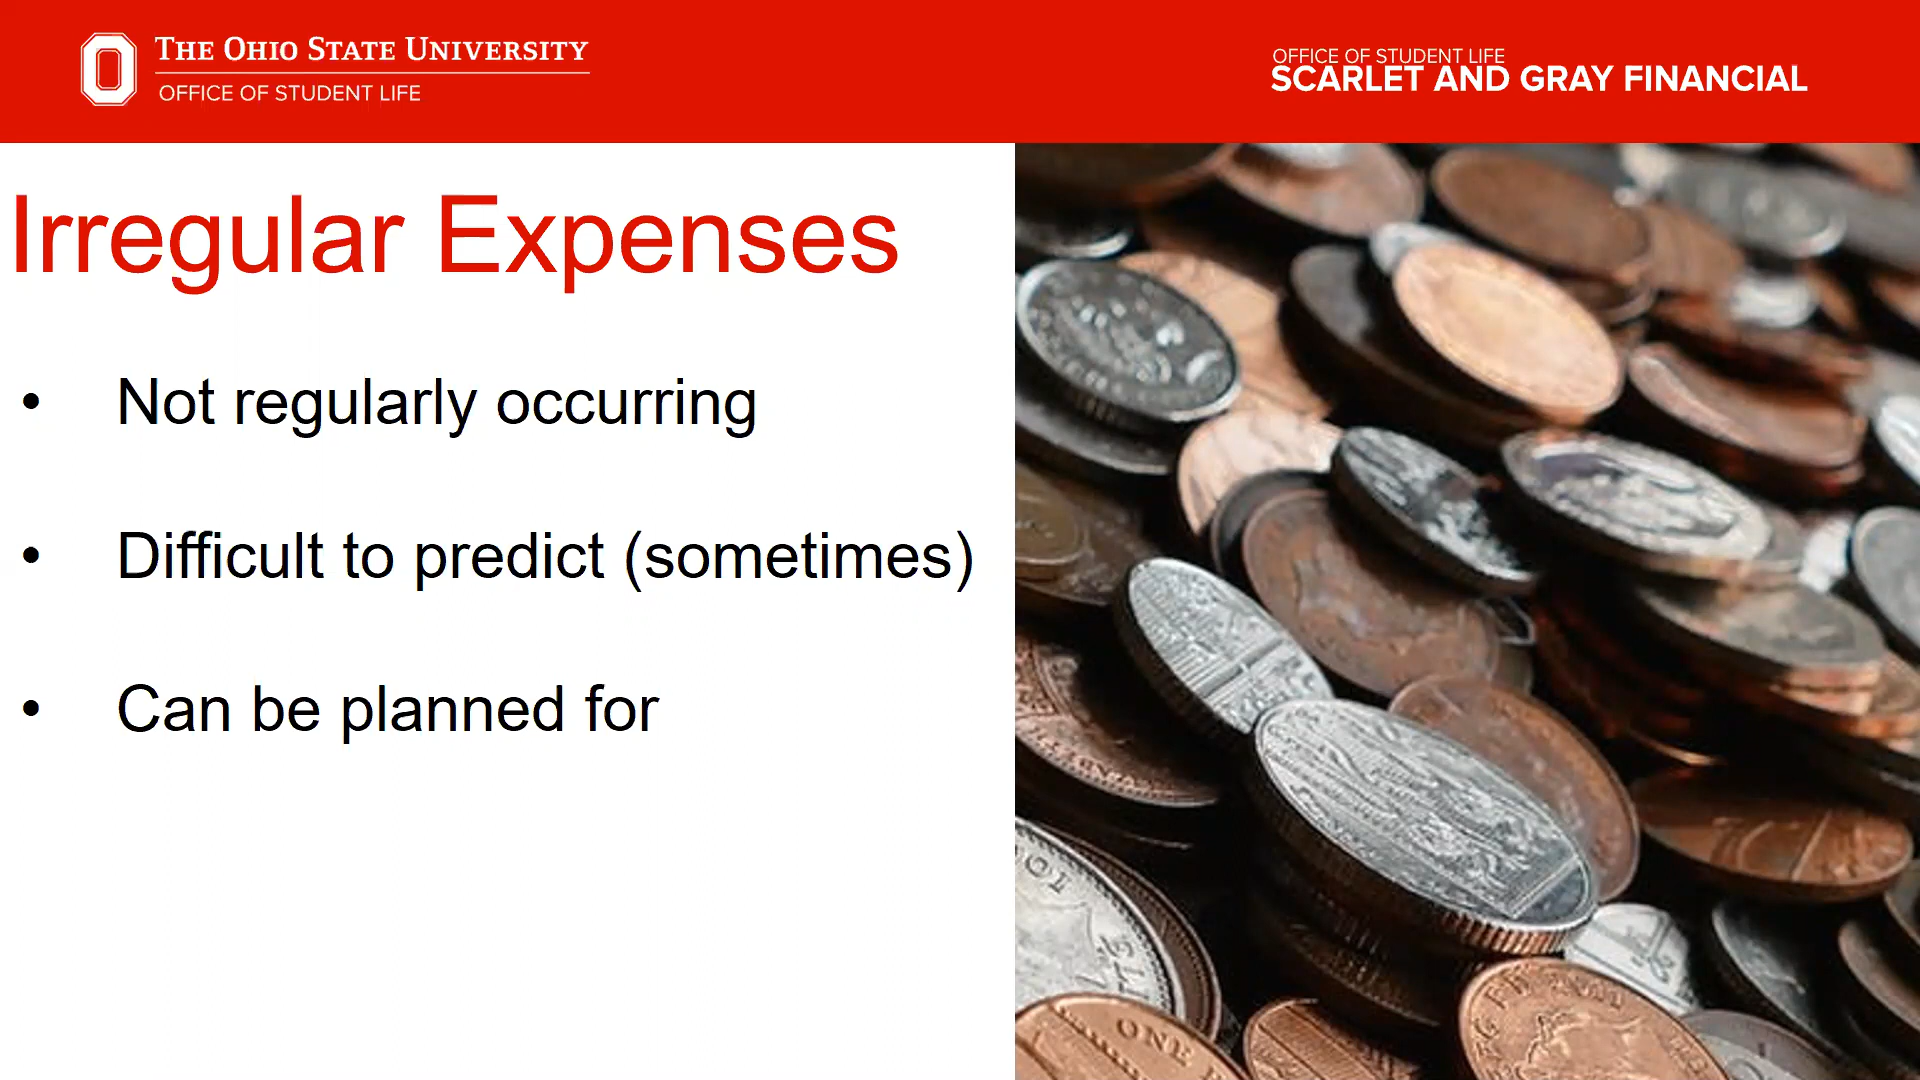 THE OHIO STATE UNIVERSITY
OFFICE OF STUDENT LIFE
OFFICE OF STUDENT LIFE
SCARLET AND GRAY FINANCIAL
Irregular Expenses
• Not regularly occurring
• Difficult to predict (sometimes)
• Can be planned for
ONE